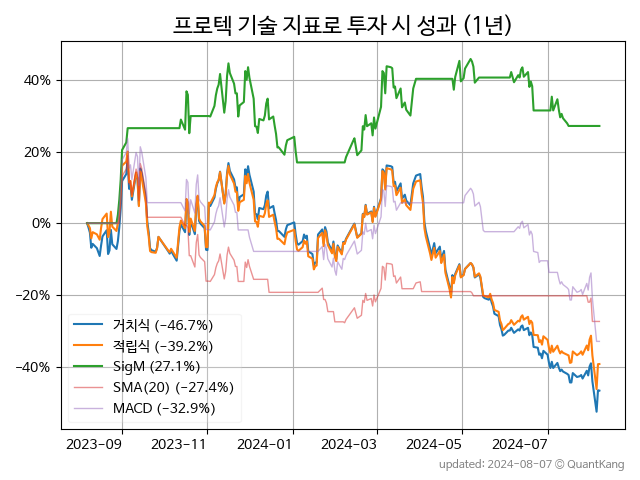 프로텍 기술 지표로 투자 시 성과 (1년)
40%
20%
0%
−20%
−40%
거치식 (−46.7%)
적립식 (−39.2%)
SigM (27.1%)
SMA(20) (−27.4%)
MACD (−32.9%)
2023-09 2023-11 2024-01 2024-03 2024-05 2024-07
updated: 2024-08-07 © QuantKang